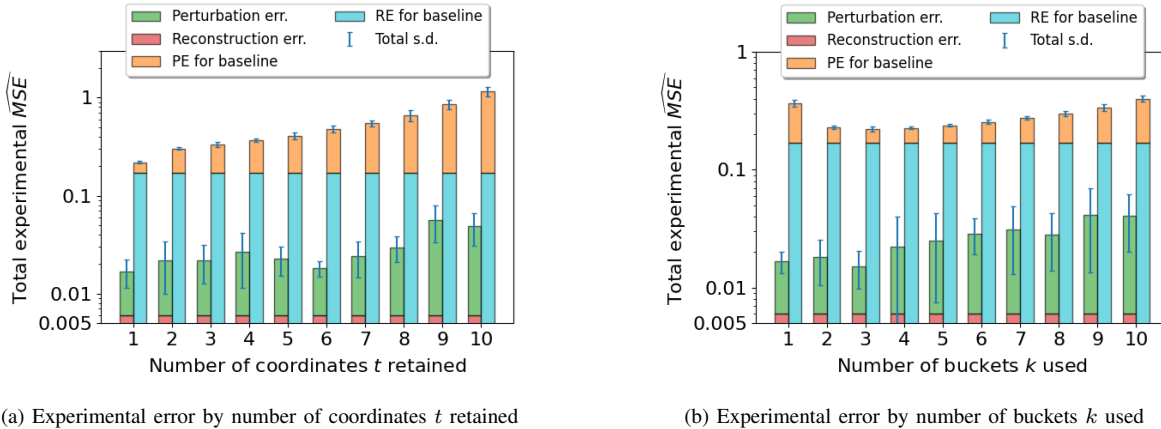 Perturbation err.
Reconstruction err.
PE for baseline
RE for baseline
Total s.d.
Total experimental MSE
1
0.1
0.01
0.005
1 2 3 4 5 6 7 8 9 10
Number of coordinates t retained
(a) Experimental error by number of coordinates t retained
Perturbation err.
Reconstruction err.
PE for baseline
RE for baseline
Total s.d.
Total experimental MSE
1
0.1
0.01
0.005
1 2 3 4 5 6 7 8 9 10
Number of buckets k used
(b) Experimental error by number of buckets k used